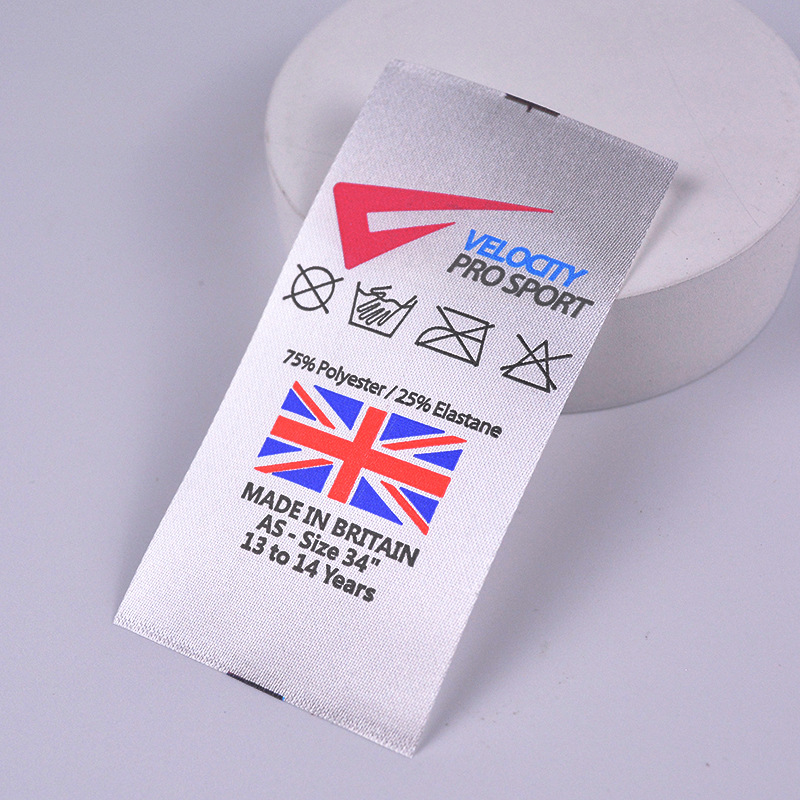 VELOCITY
PRO SPORT
75% Polyester / 25% Elastane
MADE IN BRITAIN
AS - Size 34"
13 to 14 Years